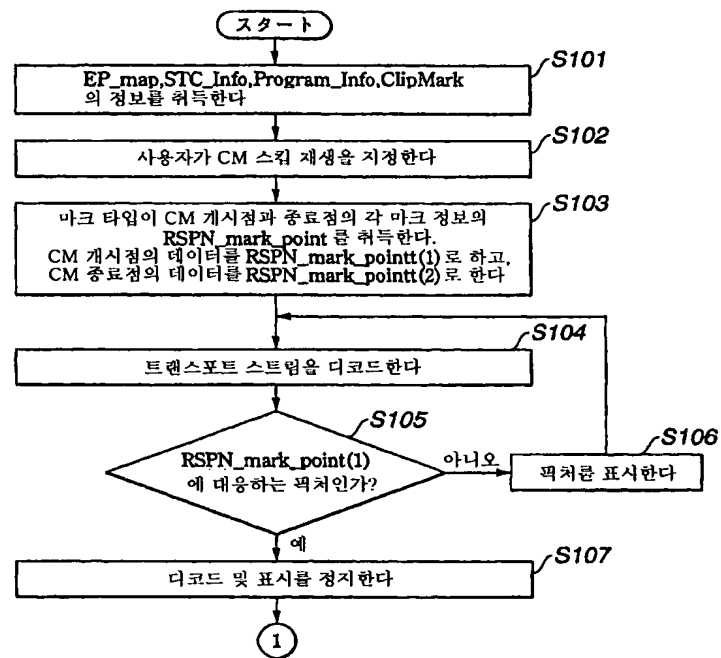 スタート
S101
EP_map,STC_Info,Program_Info,ClipMark
의 정보를 취득한다
S102
사용자가 CM 스킵 재생을 지정한다
S103
마크 타입이 CM 개시점과 종료점의 각 마크 정보의
RSPN_mark_point 를 취득한다.
CM 개시점의 데이터를 RSPN_mark_pointt(1)로 하고,
CM 종료점의 데이터를 RSPN_mark_pointt(2)로 한다
S104
트랜스포트 스트림을 디코드한다
S105
RSPN_mark_point(1)
에 대응하는 픽처인가?
아니오
S106
픽처를 표시한다
예
S107
디코드 및 표시를 정지한다
1